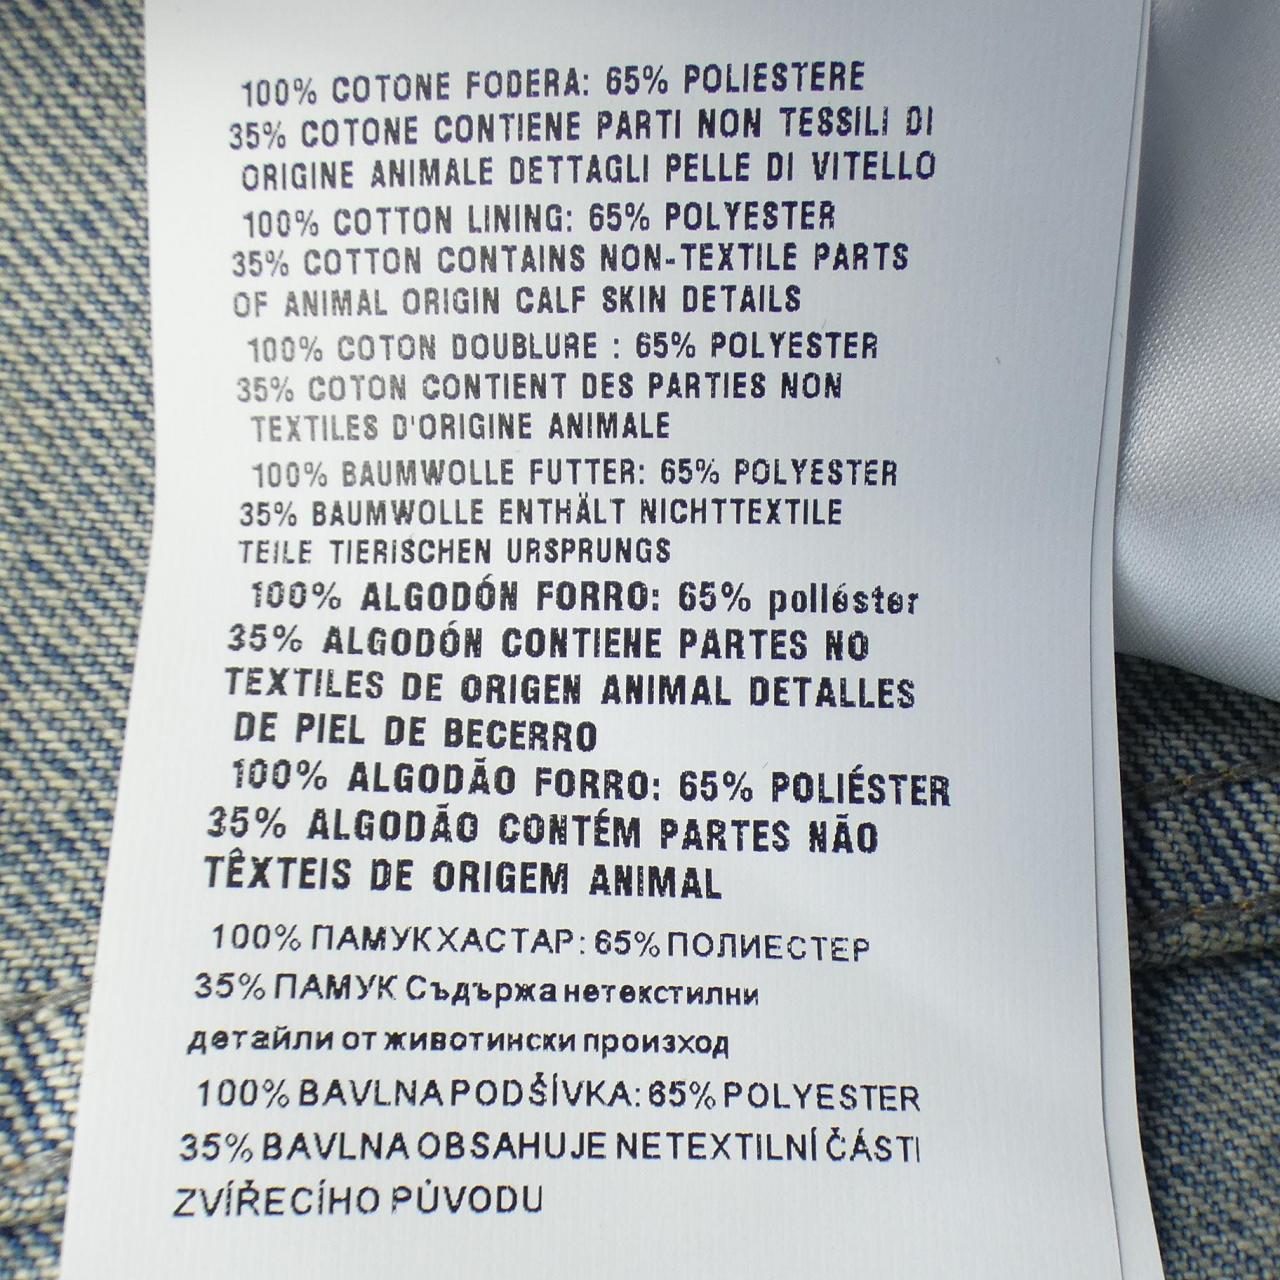 100% COTONE FODERA: 65% POLIESTERE
35% COTONE CONTIENE PARTI NON TESSILI DI
ORIGINE ANIMALE DETTAGLI PELLE DI VITELLO
100% COTTON LINING: 65% POLYESTER
35% COTTON CONTAINS NON-TEXTILE PARTS
OF ANIMAL ORIGIN CALF SKIN DETAILS
100% COTON DOUBLURE : 65% POLYESTER
35% COTON CONTIENT DES PARTIES NON
TEXTILES D'ORIGINE ANIMALE
100% BAUMWOLLE FUTTER: 65% POLYESTER
35% BAUMWOLLE ENTHÄLT NICHTTEXTILE
TEILE TIERISCHEN URSPRUNGS
100% ALGODÓN FORRO: 65% poliéster
35% ALGODÓN CONTIENE PARTES NO
TEXTILES DE ORIGEN ANIMAL DETALLES
DE PIEL DE BECERRO
100% ALGODÃO FORRO: 65% POLIÉSTER
35% ALGODÃO CONTÉM PARTES NÃO
TÊXTEIS DE ORIGEM ANIMAL
100% ПАМУК ХАСТАР: 65% ПОЛИЕСТЕР
35% ПАМУК Съдържа нетекстилни
детайли от животински произход
100% BAVLNA PODŠÍVKA: 65% POLYESTER
35% BAVLNA OBSAHUJE NETEXTILNÍ ČÁSTI
ZVÍŘECÍHO PŮVODU